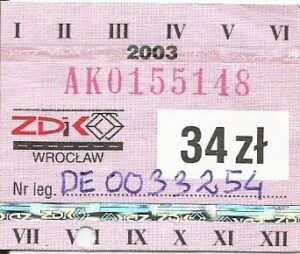 I II III IV V VI
2003
AK0155148
ZDiK
WROCŁAW
34 zł
Nr leg. DE 0033254
ZDiK
VII VIII IX X XI XII